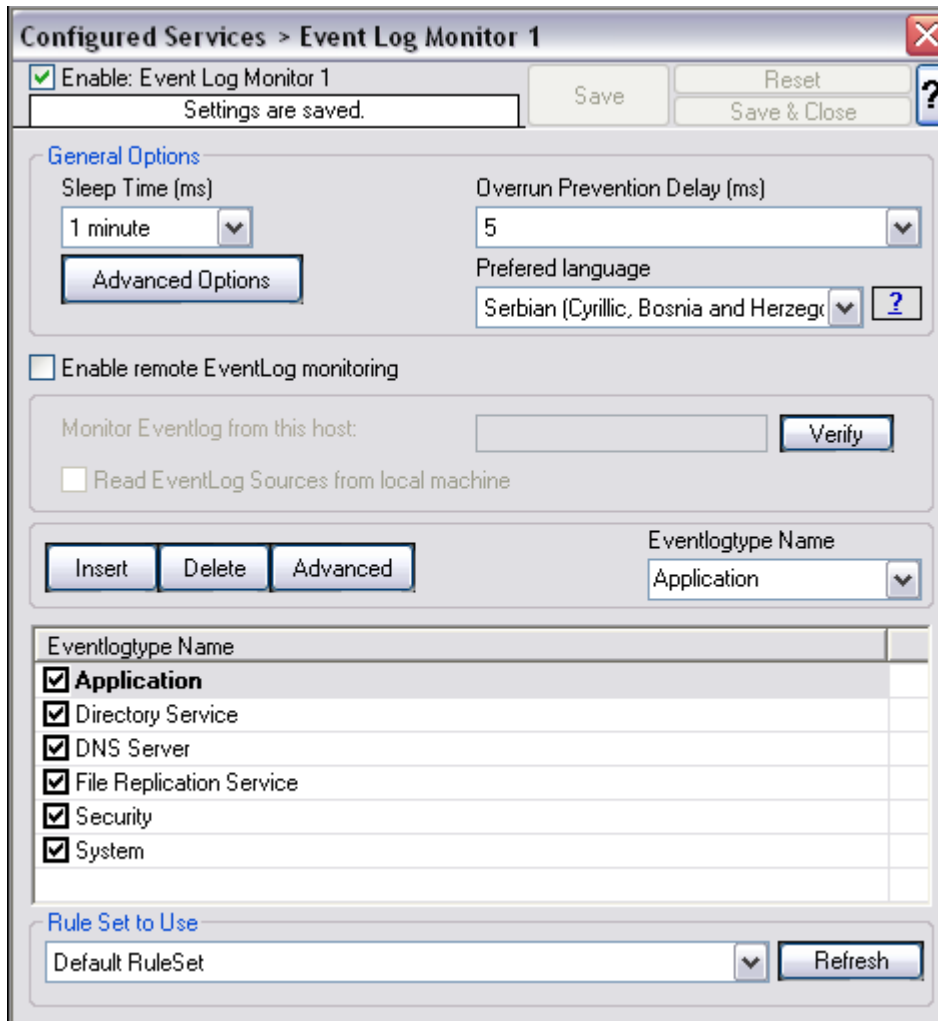 Configured Services > Event Log Monitor 1
Enable: Event Log Monitor 1
Settings are saved.
Save
Reset
Save & Close
?
General Options
Sleep Time (ms)
Overrun Prevention Delay (ms)
1 minute
5
Advanced Options
Prefered language
Serbian (Cyrillic, Bosnia and Herzego
?
Enable remote EventLog monitoring
Monitor Eventlog from this host:
Verify
Read EventLog Sources from local machine
Insert
Delete
Advanced
Eventlogtype Name
Application
Eventlogtype Name
Application
Directory Service
DNS Server
File Replication Service
Security
System
Rule Set to Use
Default RuleSet
Refresh